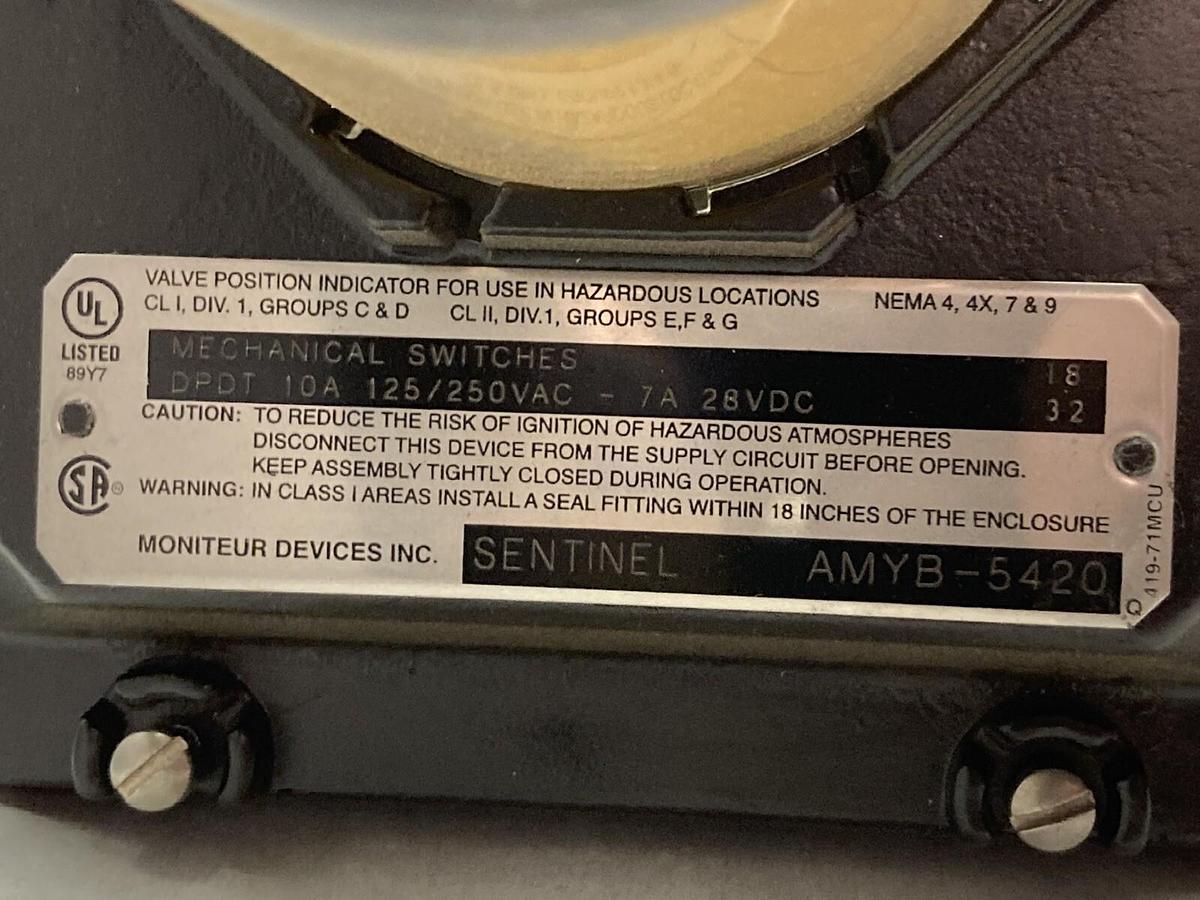 VALVE POSITION INDICATOR FOR USE IN HAZARDOUS LOCATIONS NEMA 4, 4X, 7 & 9
CL I, DIV. 1, GROUPS C & D CL II, DIV.1, GROUPS E,F & G
UL
LISTED
89Y7
MECHANICAL SWITCHES 18
DPDT 10A 125/250VAC - 7A 28VDC 32
CAUTION: TO REDUCE THE RISK OF IGNITION OF HAZARDOUS ATMOSPHERES
DISCONNECT THIS DEVICE FROM THE SUPPLY CIRCUIT BEFORE OPENING.
KEEP ASSEMBLY TIGHTLY CLOSED DURING OPERATION.
SA ®
WARNING: IN CLASS I AREAS INSTALL A SEAL FITTING WITHIN 18 INCHES OF THE ENCLOSURE
MONITEUR DEVICES INC. SENTINEL AMYB-5420
Q 419-71MCU